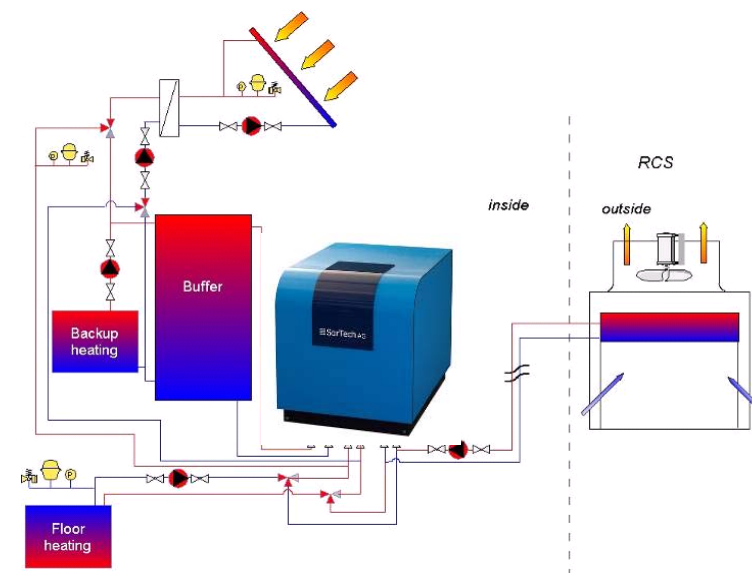 RCS
inside
outside
Buffer
SorTech AG
Backup
heating
P
P
P
Floor
heating